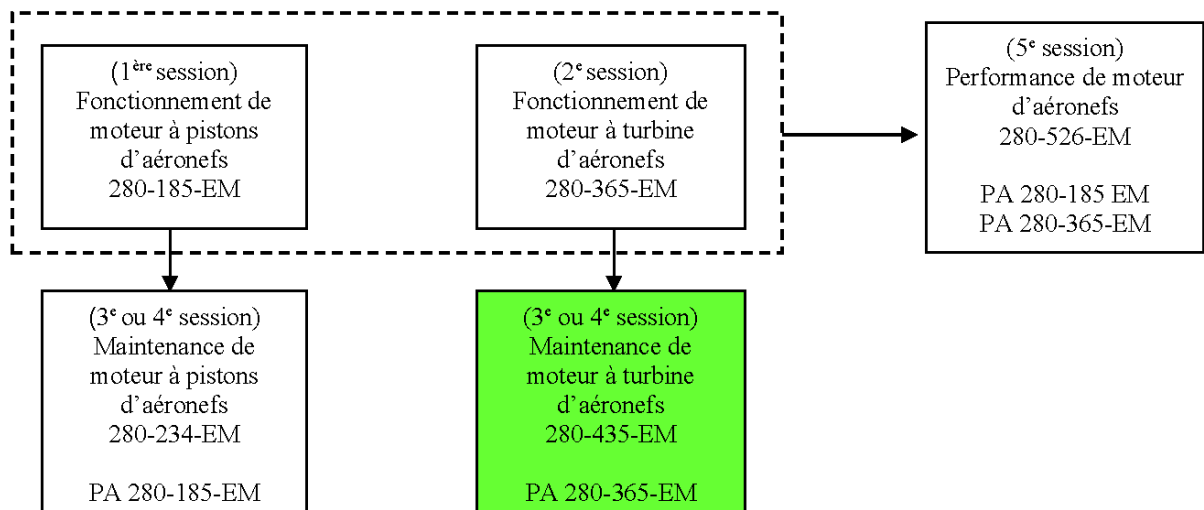 (1ère session)
Fonctionnement de
moteur à pistons
d'aéronefs
280-185-EM
(2e session)
Fonctionnement de
moteur à turbine
d'aéronefs
280-365-EM
(5e session)
Performance de moteur
d'aéronefs
280-526-EM
PA 280-185 EM
PA 280-365-EM
(3e ou 4e session)
Maintenance de
moteur à pistons
d'aéronefs
280-234-EM
PA 280-185-EM
(3e ou 4e session)
Maintenance de
moteur à turbine
d'aéronefs
280-435-EM
PA 280-365-EM